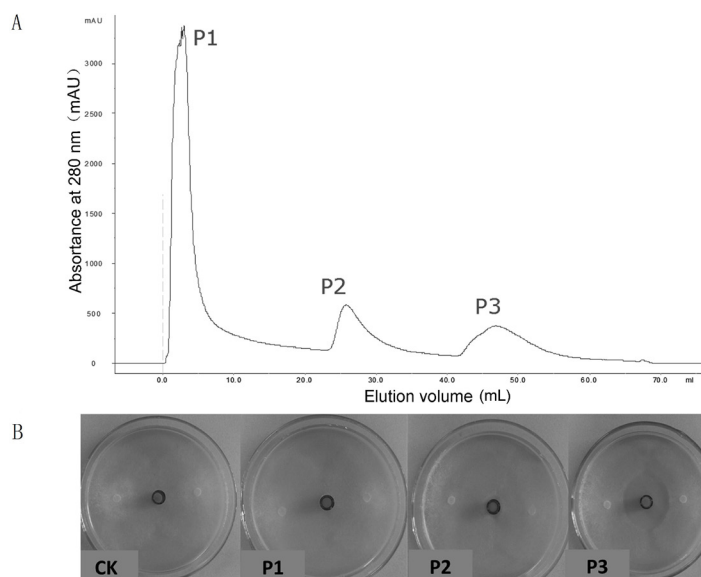 A
mAU
P1
3000
2500
2000
1500
1000
500
0
Absortance at 280 nm (mAU)
P2
P3
0.0 10.0 20.0 30.0 40.0 50.0 60.0 70.0 ml
Elution volume (mL)
B
CK P1 P2 P3